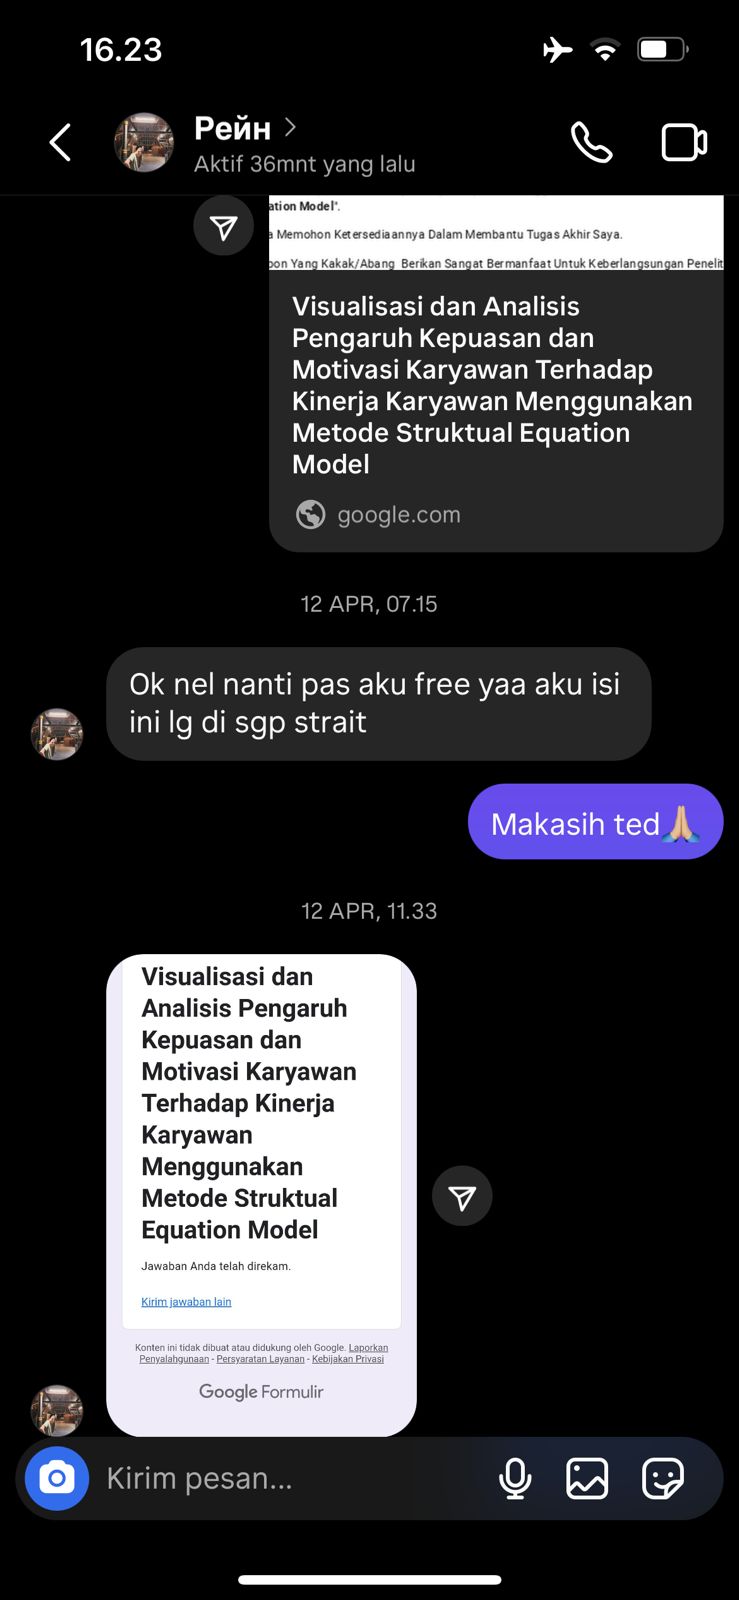 16.23
Рейн
Aktif 36mnt yang lalu
ation Model".
a Memohon Ketersediaannya Dalam Membantu Tugas Akhir Saya.
pon Yang Kakak/Abang Berikan Sangat Bermanfaat Untuk Keberlangsungan Penelit
Visualisasi dan Analisis
Pengaruh Kepuasan dan
Motivasi Karyawan Terhadap
Kinerja Karyawan Menggunakan
Metode Struktual Equation
Model
google.com
12 APR, 07.15
Ok nel nanti pas aku free yaa aku isi
ini lg di sgp strait
Makasih ted🙏
12 APR, 11.33
Visualisasi dan
Analisis Pengaruh
Kepuasan dan
Motivasi Karyawan
Terhadap Kinerja
Karyawan
Menggunakan
Metode Struktual
Equation Model
Jawaban Anda telah direkam.
Kirim jawaban lain
Konten ini tidak dibuat atau didukung oleh Google. Laporkan
Penyalahgunaan - Persyaratan Layanan - Kebijakan Privasi
Google Formulir
Kirim pesan...